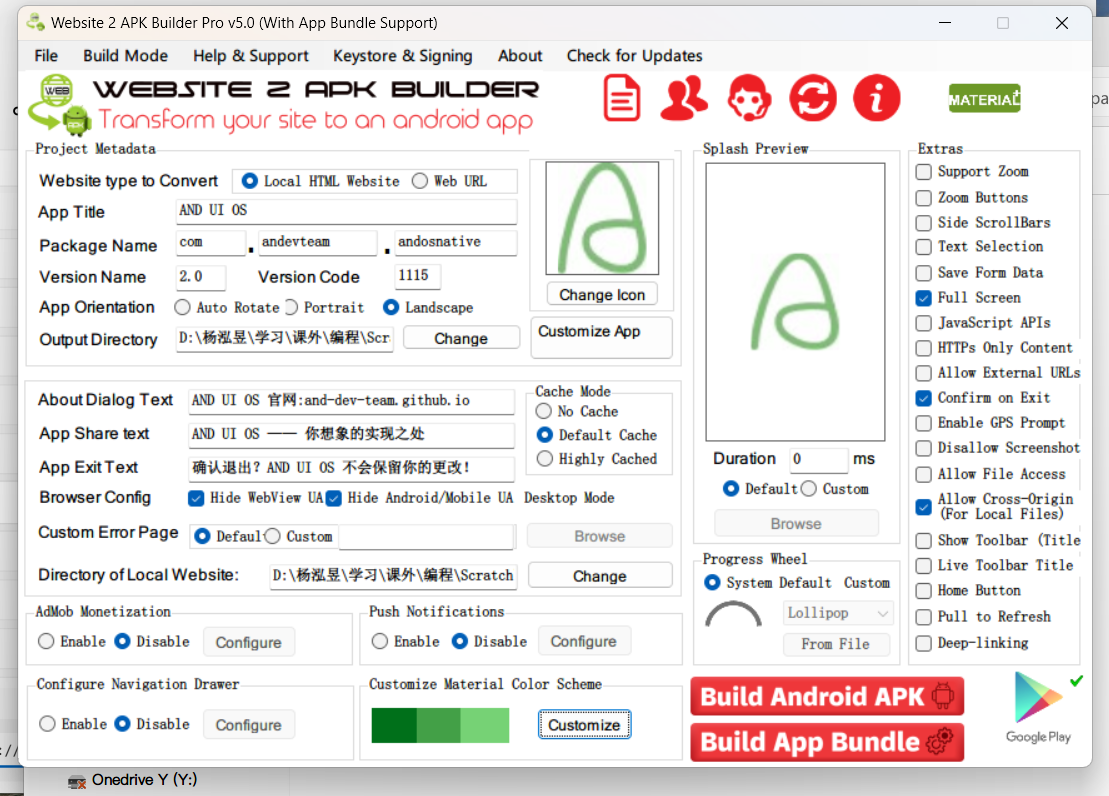 Website 2 APK Builder Pro v5.0 (With App Bundle Support)
File Build Mode Help & Support Keystore & Signing About Check for Updates
WEB
WEBSITE 2 APK BUILDER
Transform your site to an android app
MATERIAL+
Project Metadata
Website type to Convert Local HTML Website Web URL
App Title AND UI OS
Package Name com . andevteam . andosnative
Version Name 2.0 Version Code 1115
App Orientation Auto Rotate Portrait Landscape
Output Directory D:\杨泓昱\学习\课外\编程\Scr Change
Change Icon
Customize App
About Dialog Text AND UI OS 官网:and-dev-team.github.io
App Share text AND UI OS —— 你想象的实现之处
App Exit Text 确认退出？AND UI OS 不会保留你的更改！
Browser Config Hide WebView UA Hide Android/Mobile UA Desktop Mode
Custom Error Page Defaul Custom Browse
Directory of Local Website: D:\杨泓昱\学习\课外\编程\Scratch Change
Cache Mode
No Cache
Default Cache
Highly Cached
AdMob Monetization
Enable Disable Configure
Push Notifications
Enable Disable Configure
Configure Navigation Drawer
Enable Disable Configure
Customize Material Color Scheme
Customize
Splash Preview
Duration 0 ms
Default Custom
Browse
Progress Wheel
System Default Custom
Lollipop
From File
Extras
Support Zoom
Zoom Buttons
Side ScrollBars
Text Selection
Save Form Data
Full Screen
JavaScript APIs
HTTPs Only Content
Allow External URLs
Confirm on Exit
Enable GPS Prompt
Disallow Screenshot
Allow File Access
Allow Cross-Origin
(For Local Files)
Show Toolbar (Title
Live Toolbar Title
Home Button
Pull to Refresh
Deep-linking
Build Android APK
Build App Bundle
Google Play
Onedrive Y (Y:)